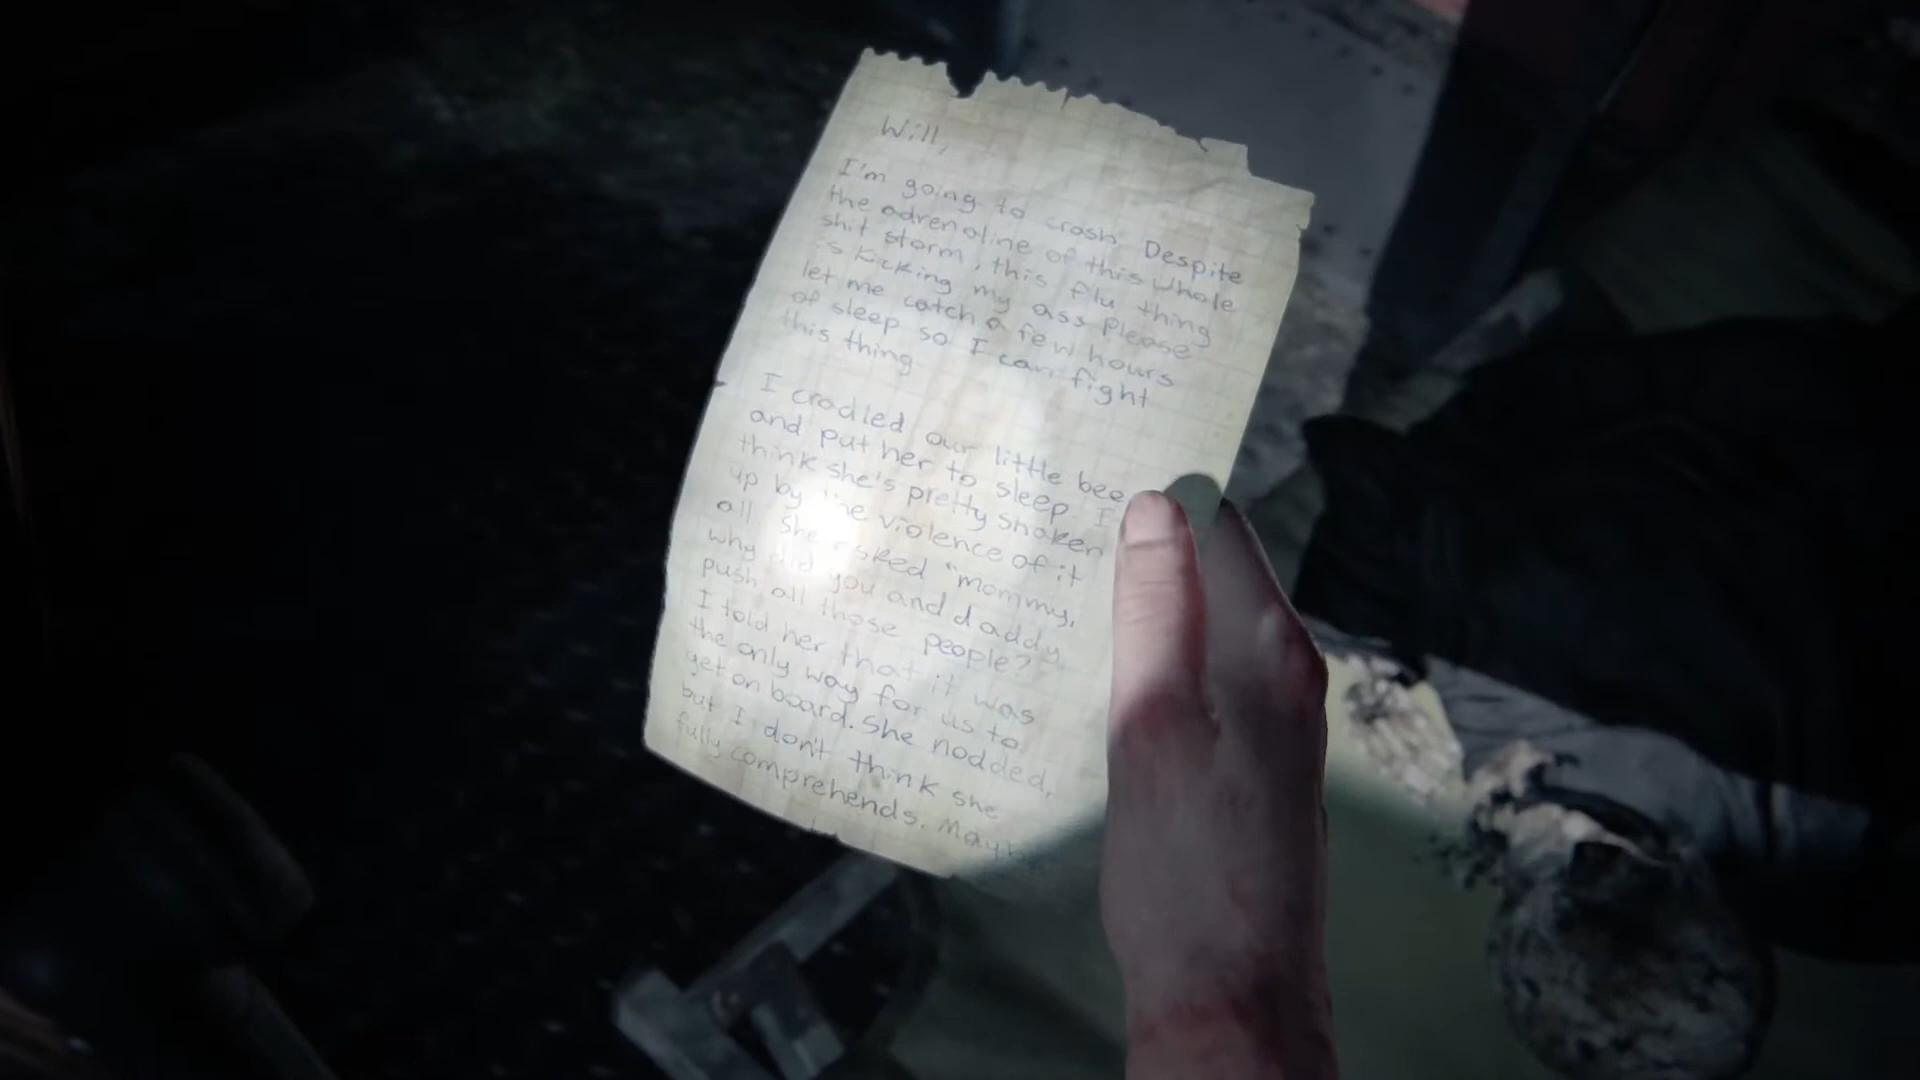 Will,
I'm going to crash. Despite
the adrenaline of this whole
shit storm, this flu thing
is kicking my ass. Please
let me catch a few hours
of sleep so I can fight
this thing.
I cradled our little bee
and put her to sleep. I
think she's pretty shaken
up by the violence of it
all. She asked "mommy,
why did you and daddy
push all those people?"
I told her that it was
the only way for us to
get on board. She nodded,
but I don't think she
fully comprehends. Maybe